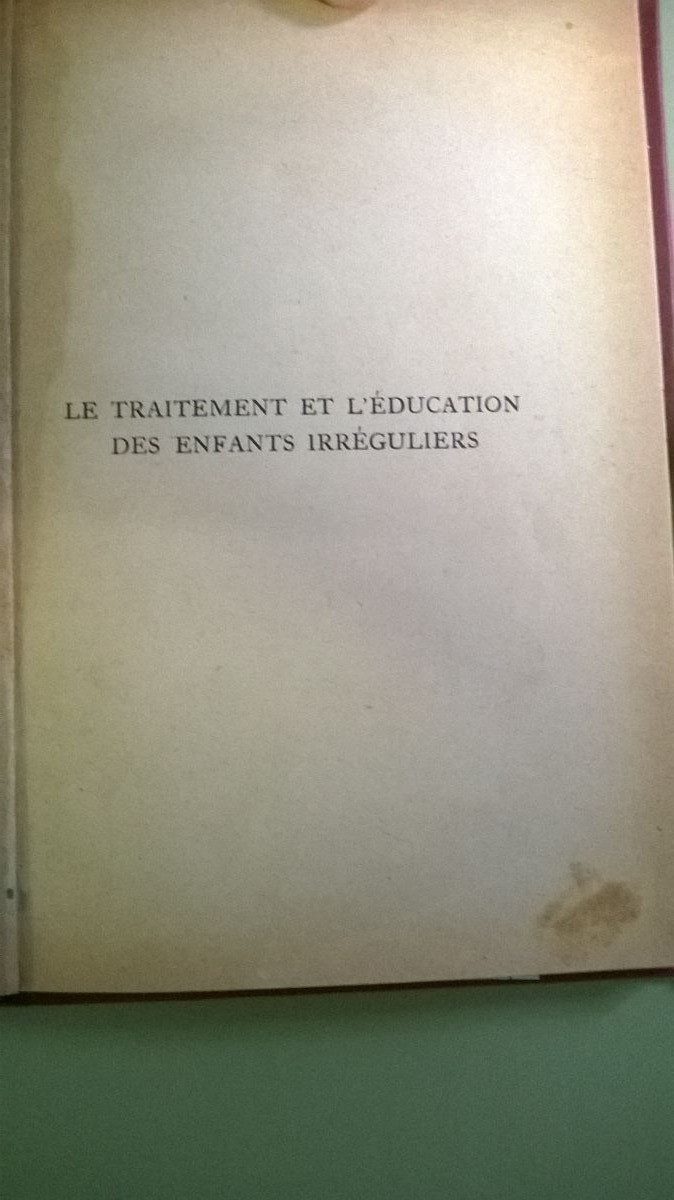 LE TRAITEMENT ET L'ÉDUCATION
DES ENFANTS IRRÉGULIERS